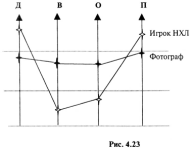 Д В О П
Игрок НХЛ
Фотограф
Рис. 4.23